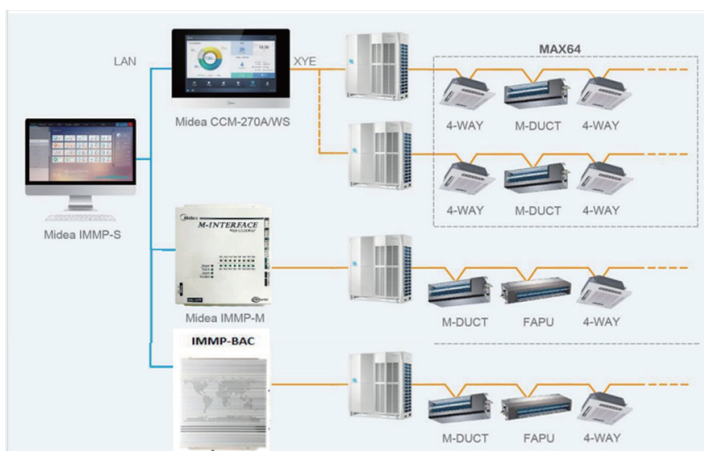 MAX64
LAN
XYE
Midea CCM-270A/WS
4-WAY M-DUCT 4-WAY
4-WAY M-DUCT 4-WAY
Midea IMMP-S
Midea
M-INTERFACE
Midea IMMP-M
M-DUCT FAPU 4-WAY
IMMP-BAC
M-DUCT FAPU 4-WAY